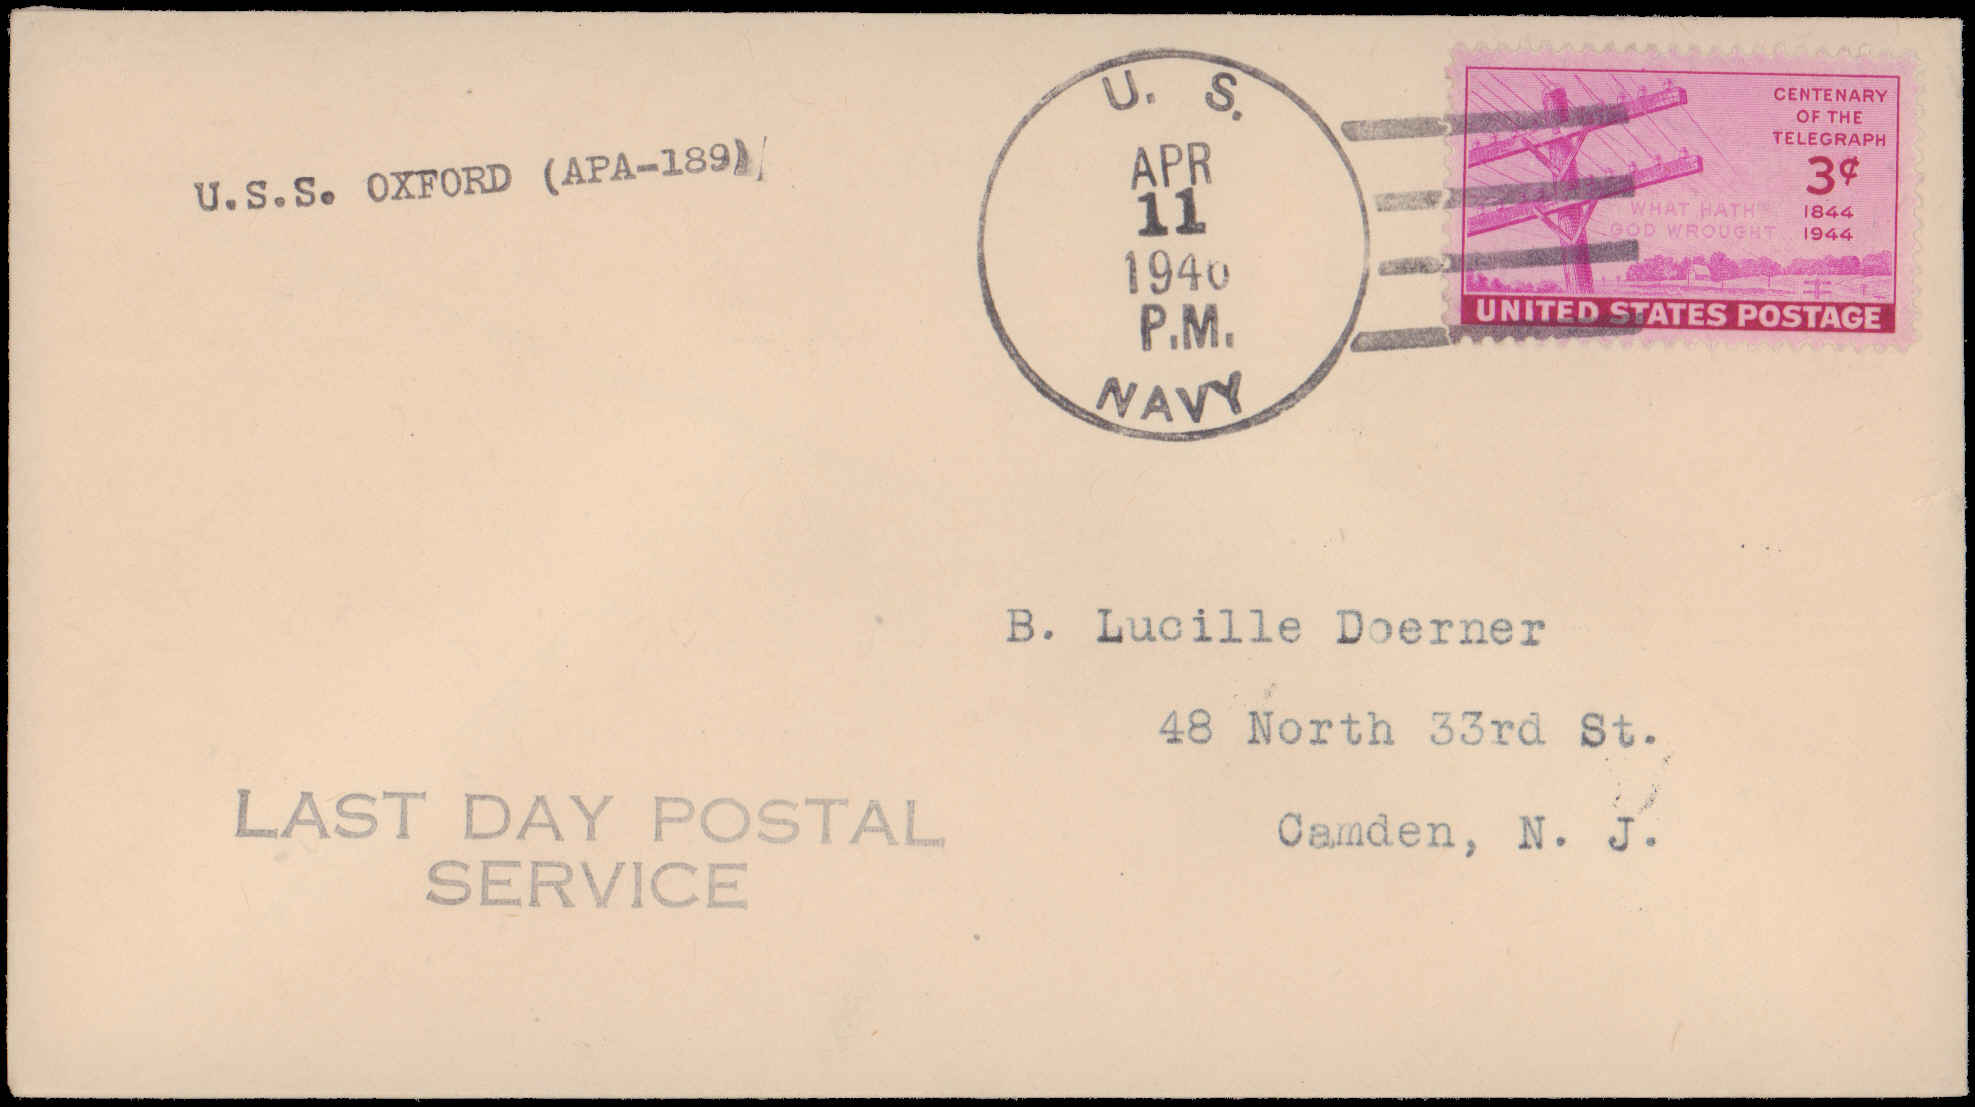 U.S.S. OXFORD (APA-189)
U. S.
APR
11
1946
P.M.
NAVY
CENTENARY
OF THE
TELEGRAPH
3¢
WHAT HATH
GOD WROUGHT
1844
1944
UNITED STATES POSTAGE
B. Lucille Doerner
48 North 33rd St.
Camden, N. J.
LAST DAY POSTAL
SERVICE